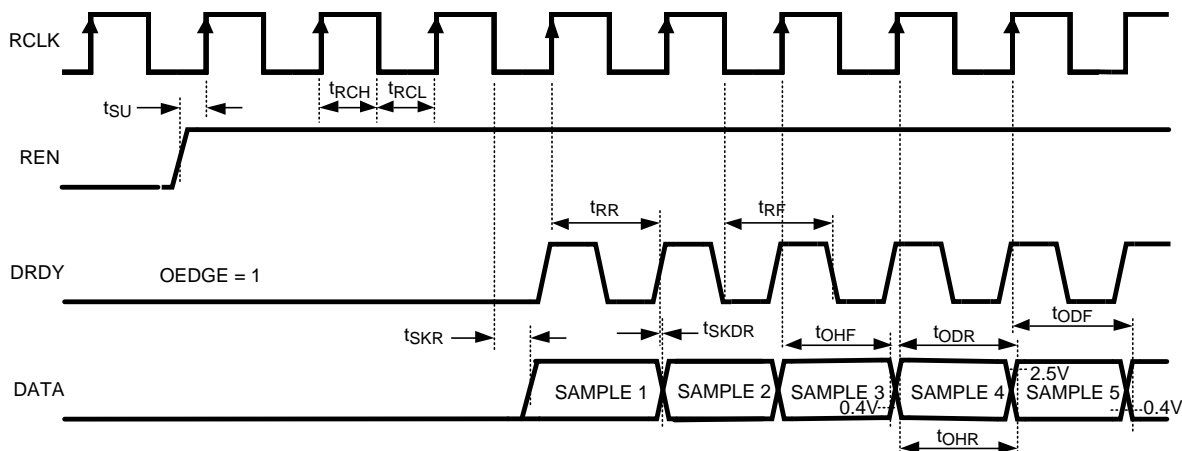 RCLK
tRCH tRCL
tSU
REN
tRR tRF
DRDY OEDGE = 1
tSKR tSKDR tOHF tODR tODF
DATA SAMPLE 1 SAMPLE 2 SAMPLE 3 SAMPLE 4 SAMPLE 5
2.5V
0.4V 0.4V
tOHR